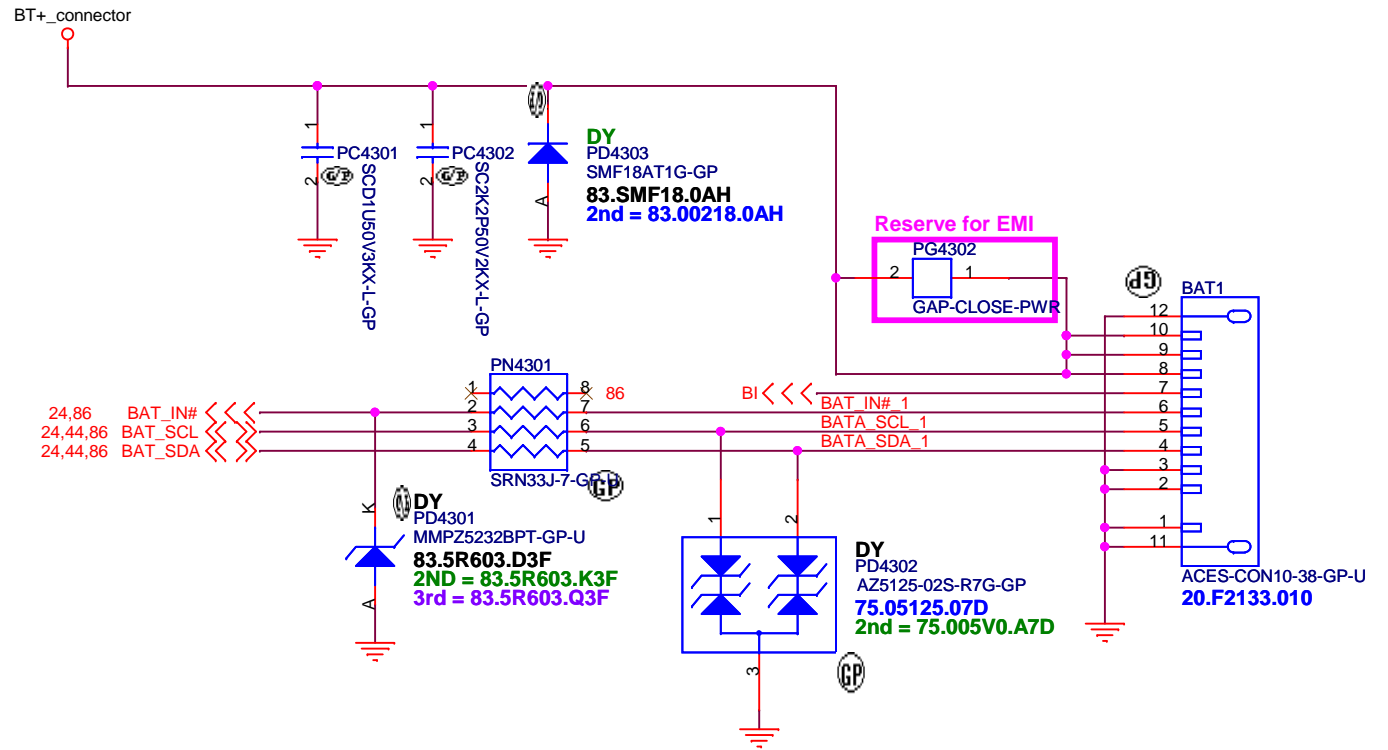 BT+_connector
1
PC4301
2
SCD1U50V3KX-L-GP
G/P
1
PC4302
2
SC2K2P50V2KX-L-GP
G/P
A
DY
PD4303
SMF18AT1G-GP
83.SMF18.0AH
2nd = 83.00218.0AH
Reserve for EMI
PG4302
2
1
GAP-CLOSE-PWR
GP
BAT1
12
10
9
8
7
6
5
4
3
2
1
11
ACES-CON10-38-GP-U
20.F2133.010
PN4301
1
8
86
2
7
3
6
4
5
SRN33J-7-GP-U
GP
BI
24,86 BAT_IN#
24,44,86 BAT_SCL
24,44,86 BAT_SDA
BAT_IN#_1
BATA_SCL_1
BATA_SDA_1
K
A
DY
PD4301
MMPZ5232BPT-GP-U
83.5R603.D3F
2ND = 83.5R603.K3F
3rd = 83.5R603.Q3F
1
2
3
DY
PD4302
AZ5125-02S-R7G-GP
75.05125.07D
2nd = 75.005V0.A7D
GP